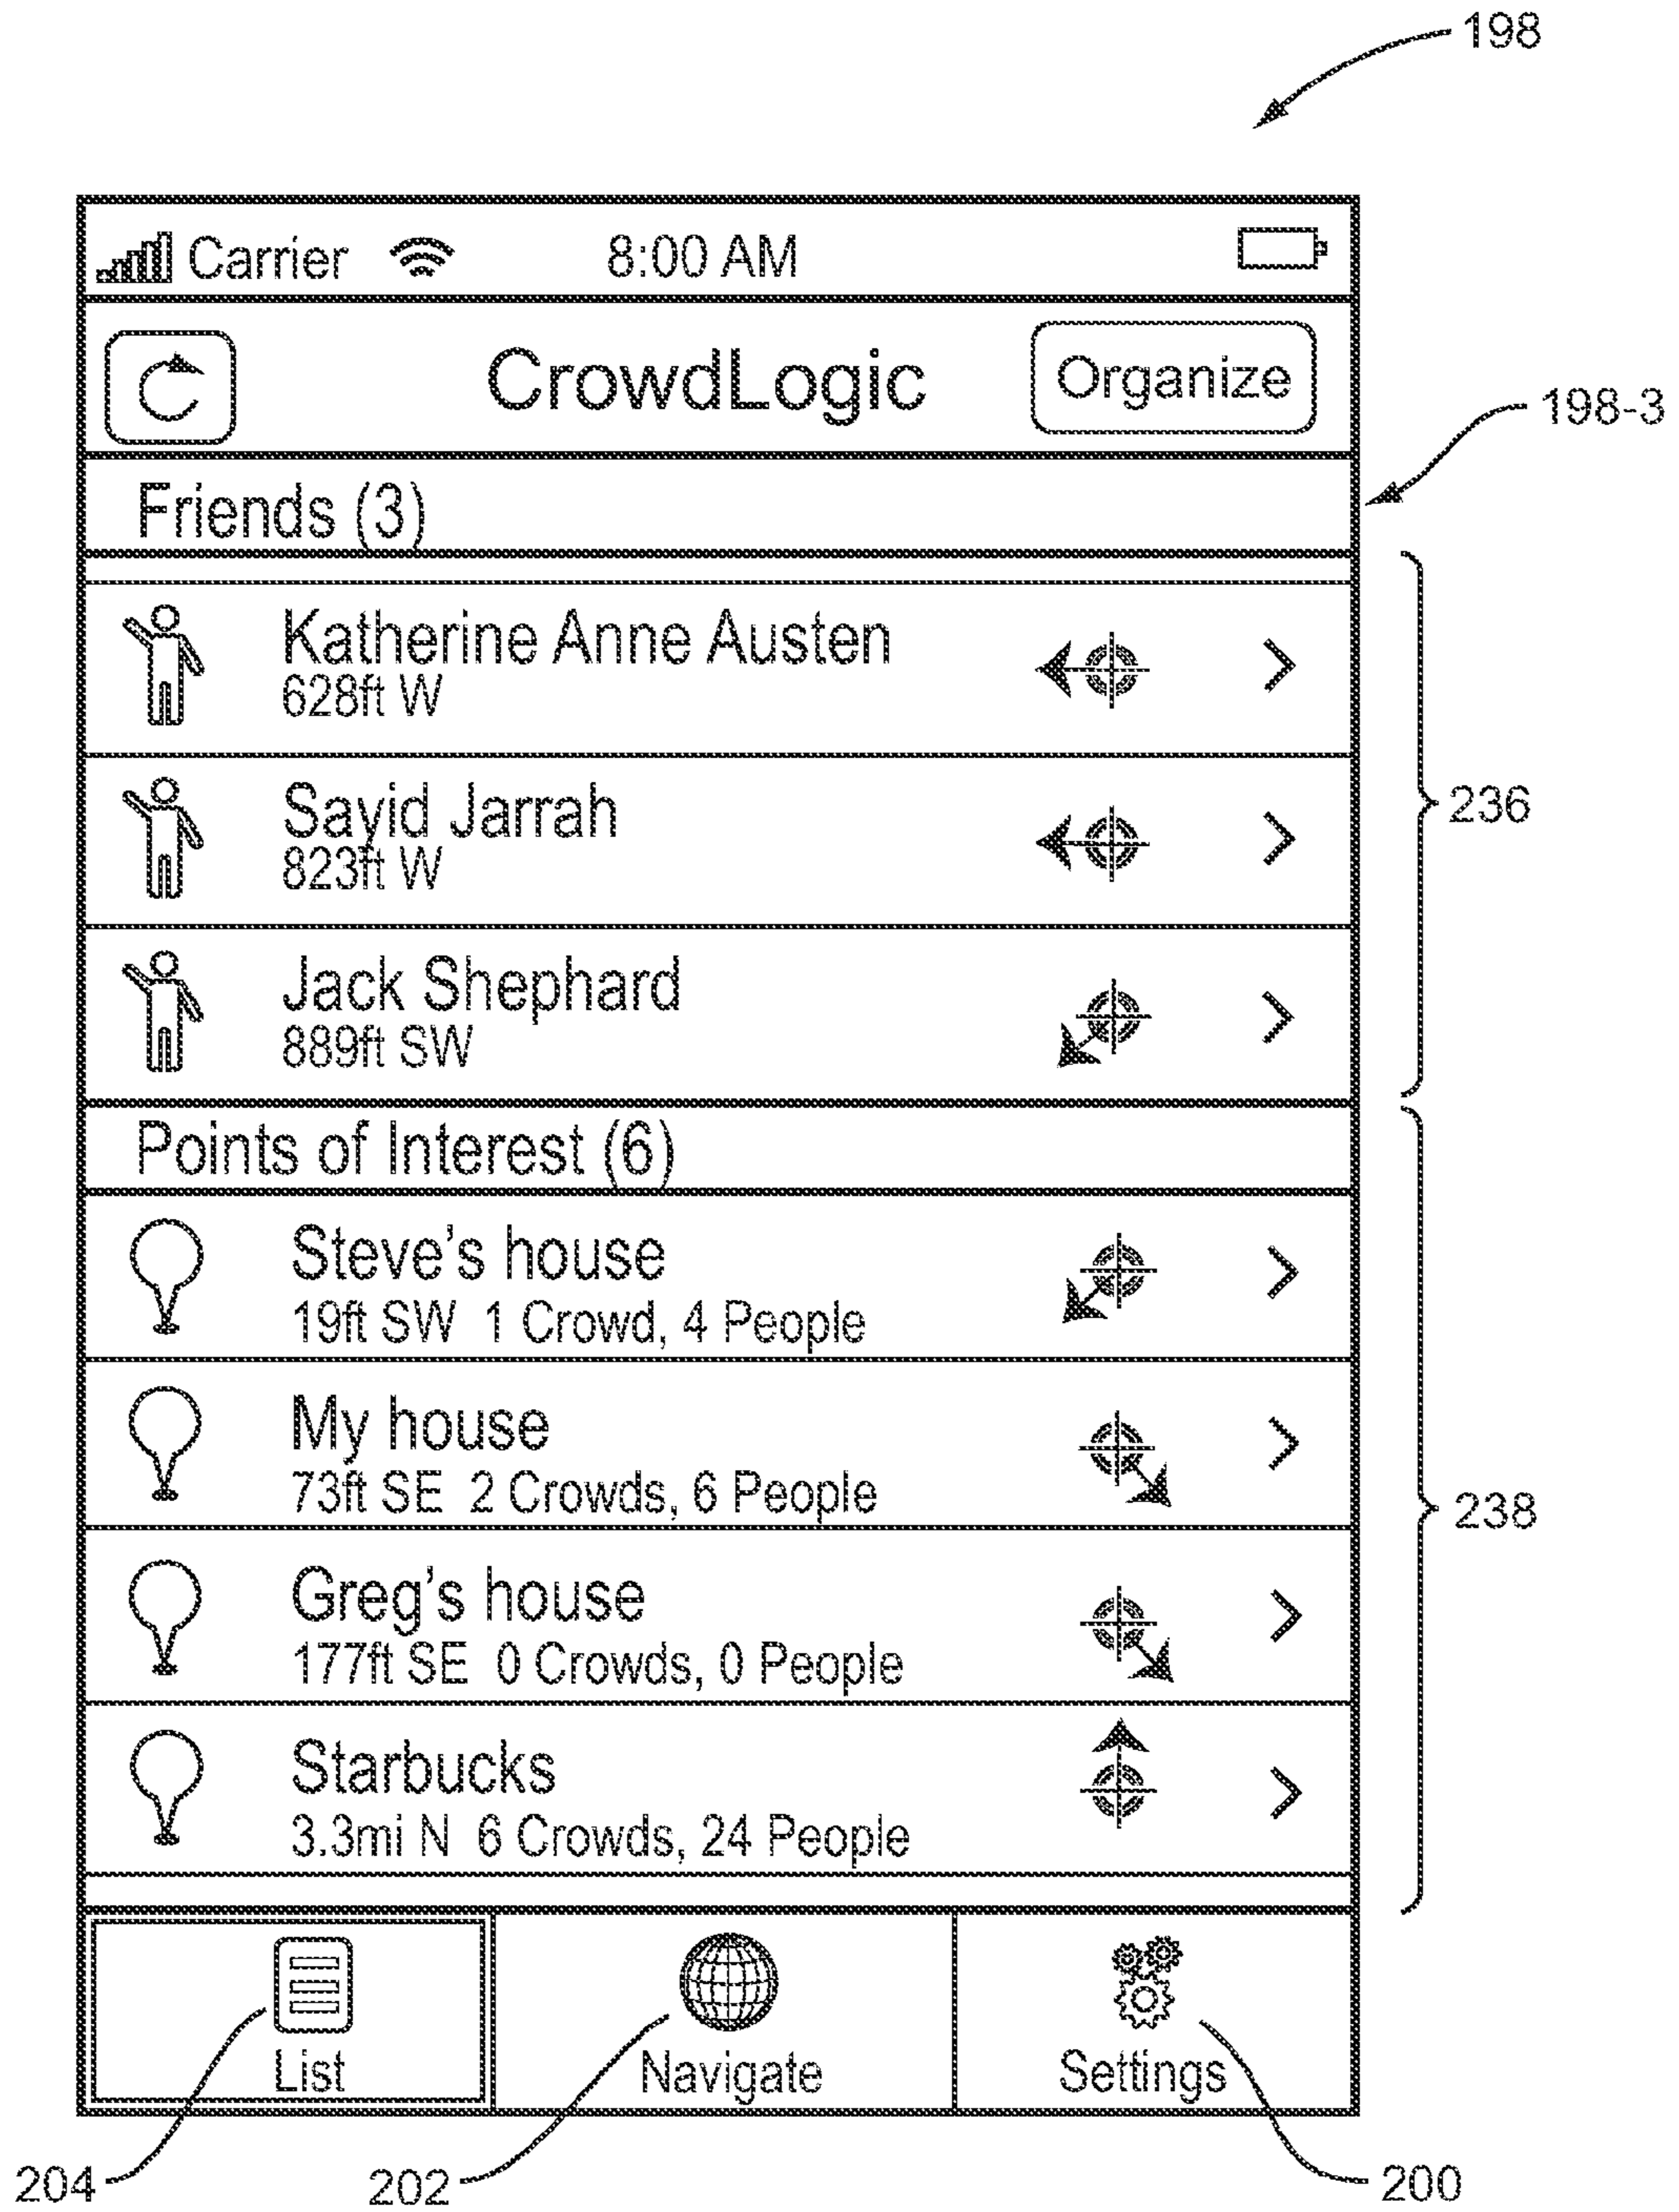 198
Carrier 8:00 AM
CrowdLogic Organize
198-3
Friends (3)
Katherine Anne Austen
628ft W
Sayid Jarrah
823ft W
236
Jack Shephard
889ft SW
Points of Interest (6)
Steve's house
19ft SW 1 Crowd, 4 People
My house
73ft SE 2 Crowds, 6 People
238
Greg's house
177ft SE 0 Crowds, 0 People
Starbucks
3.3mi N 6 Crowds, 24 People
List Navigate Settings
204 202 200